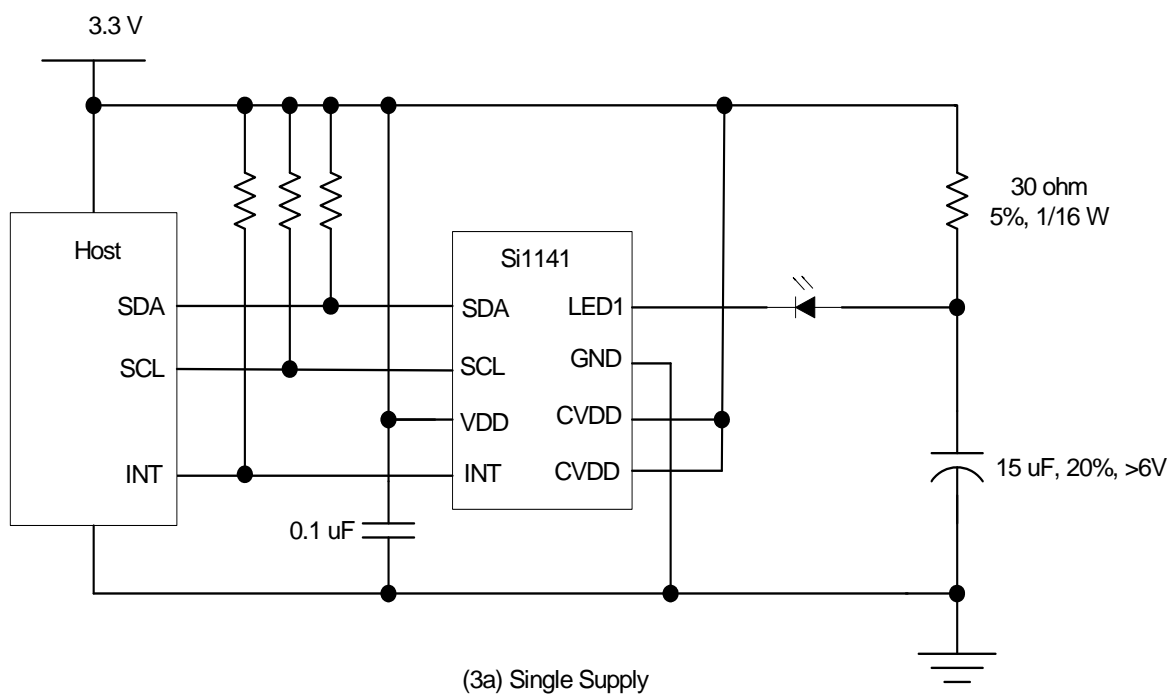 3.3 V
30 ohm
5%, 1/16 W
Host
Si1141
SDA
SDA
LED1
SCL
SCL
GND
VDD
CVDD
INT
INT
CVDD
15 uF, 20%, >6V
0.1 uF
(3a) Single Supply